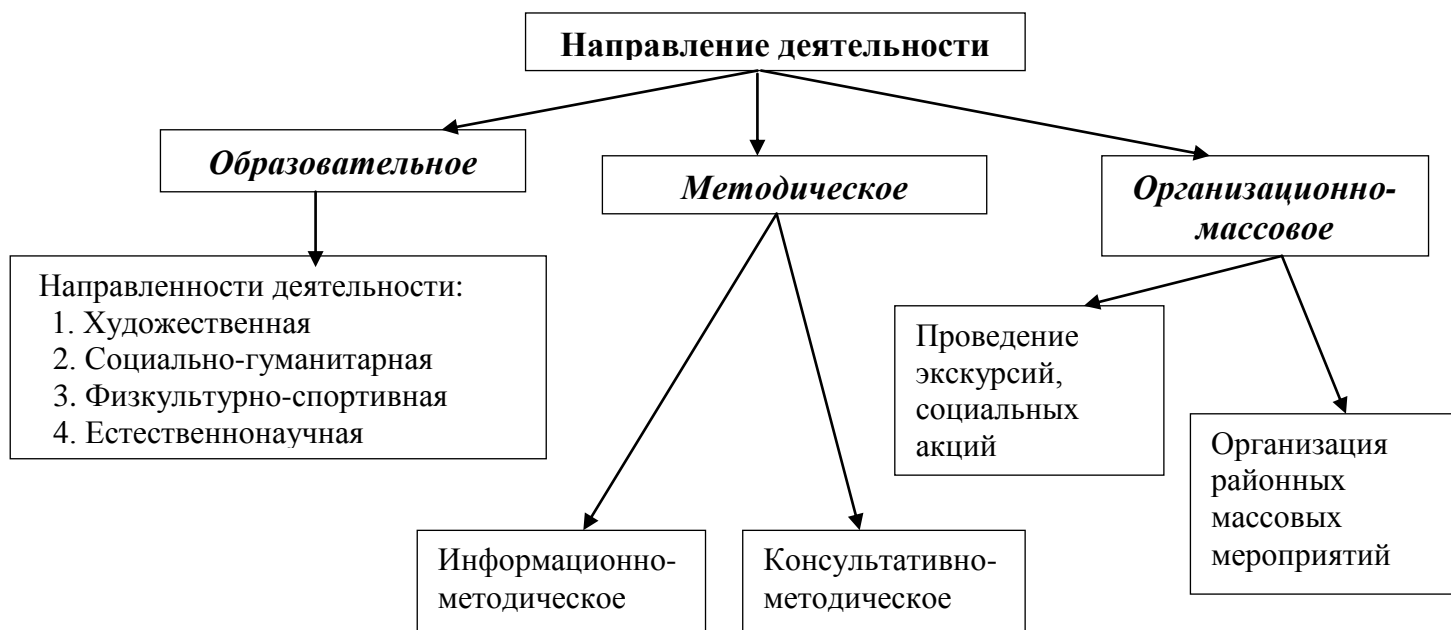 Направление деятельности
Образовательное
Методическое
Организационно-
массовое
Направленности деятельности:
1. Художественная
2. Социально-гуманитарная
3. Физкультурно-спортивная
4. Естественнонаучная
Проведение
экскурсий,
социальных
акций
Организация
районных
массовых
мероприятий
Информационно-
методическое
Консультативно-
методическое